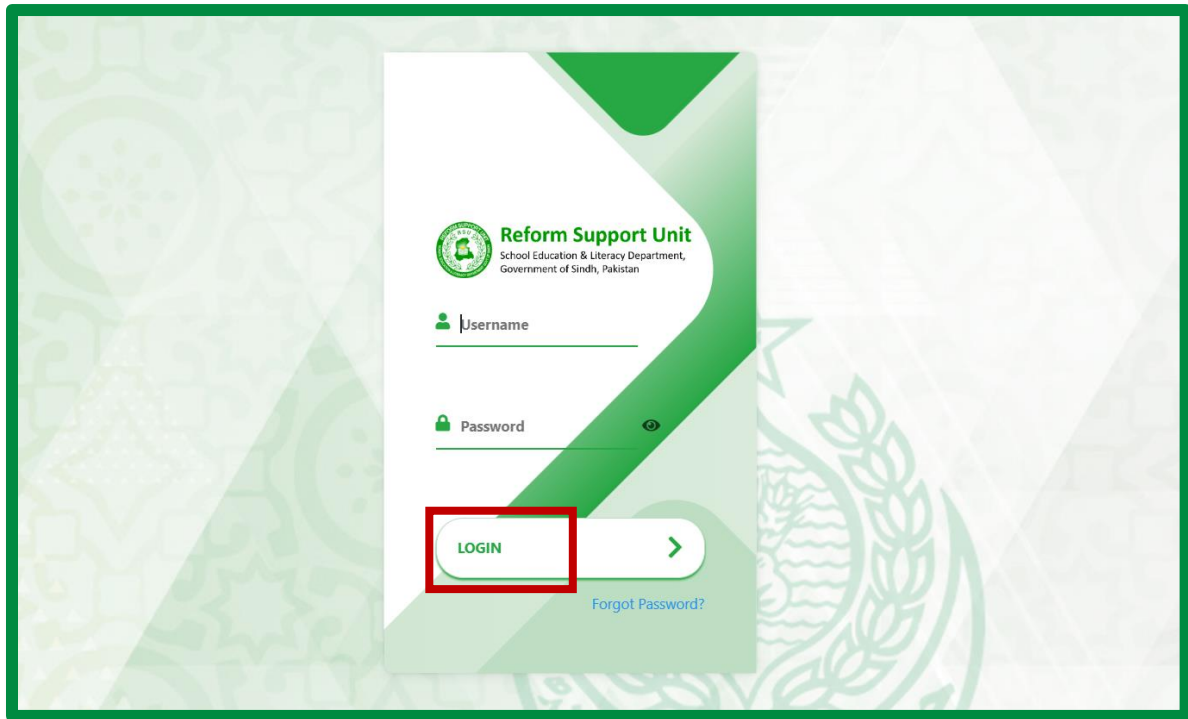 Reform Support Unit
School Education & Literacy Department,
Government of Sindh, Pakistan
Username
Password
LOGIN
Forgot Password?